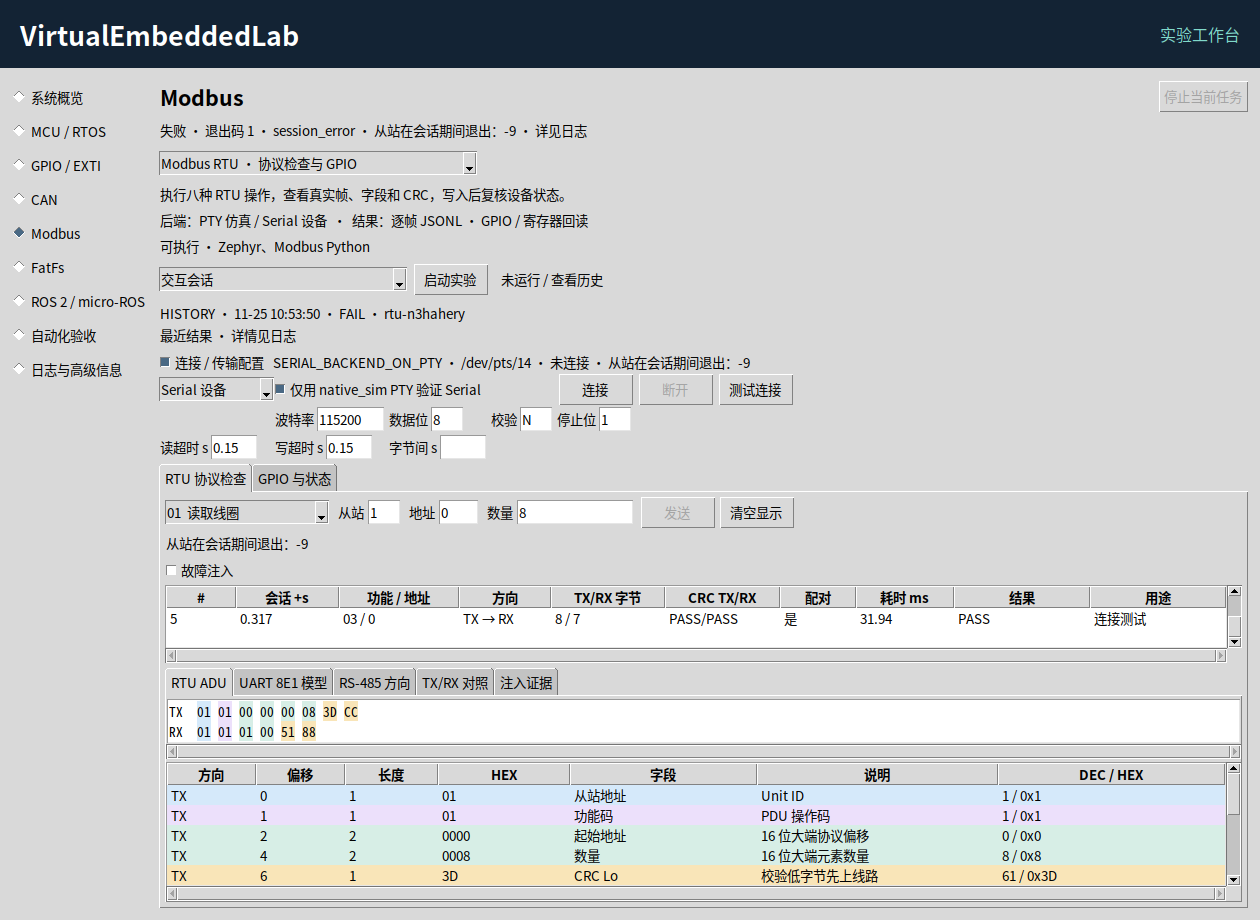 VirtualEmbeddedLab
实验工作台
系统概览
MCU / RTOS
GPIO / EXTI
CAN
Modbus
FatFs
ROS 2 / micro-ROS
自动化验收
日志与高级信息
Modbus
停止当前任务
失败 · 退出码 1 · session_error · 从站在会话期间退出：-9 · 详见日志
Modbus RTU · 协议检查与 GPIO
执行八种 RTU 操作，查看真实帧、字段和 CRC，写入后复核设备状态。
后端：PTY 仿真 / Serial 设备 · 结果：逐帧 JSONL · GPIO / 寄存器回读
可执行 · Zephyr、Modbus Python
交互会话 启动实验 未运行 / 查看历史
HISTORY · 11-25 10:53:50 · FAIL · rtu-n3hahery
最近结果 · 详情见日志
连接 / 传输配置 SERIAL_BACKEND_ON_PTY · /dev/pts/14 · 未连接 · 从站在会话期间退出：-9
Serial 设备 仅用 native_sim PTY 验证 Serial 连接 断开 测试连接
波特率 115200 数据位 8 校验 N 停止位 1
读超时 s 0.15 写超时 s 0.15 字节间 s
RTU 协议检查 GPIO 与状态
01 读取线圈 从站 1 地址 0 数量 8 发送 清空显示
从站在会话期间退出：-9
故障注入
# 会话 +s 功能 / 地址 方向 TX/RX 字节 CRC TX/RX 配对 耗时 ms 结果 用途
5 0.317 03 / 0 TX → RX 8 / 7 PASS/PASS 是 31.94 PASS 连接测试
RTU ADU UART 8E1 模型 RS-485 方向 TX/RX 对照 注入证据
TX 01 01 00 00 00 08 3D CC
RX 01 01 01 00 51 88
方向 偏移 长度 HEX 字段 说明 DEC / HEX
TX 0 1 01 从站地址 Unit ID 1 / 0x1
TX 1 1 01 功能码 PDU 操作码 1 / 0x1
TX 2 2 0000 起始地址 16 位大端协议偏移 0 / 0x0
TX 4 2 0008 数量 16 位大端元素数量 8 / 0x8
TX 6 1 3D CRC Lo 校验低字节先上线路 61 / 0x3D